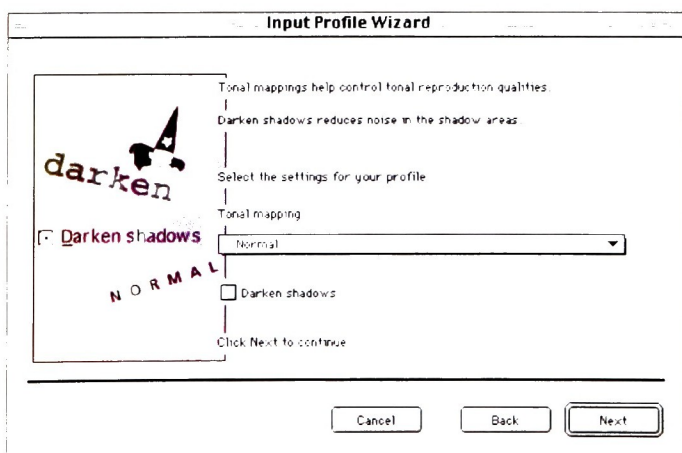 Input Profile Wizard
darken
Darken shadows
NORMAL
Tonal mappings help control tonal reproduction qualities.
Darken shadows reduces noise in the shadow areas.
Select the settings for your profile
Tonal mapping
Normal
Darken shadows
Click Next to continue
Cancel
Back
Next